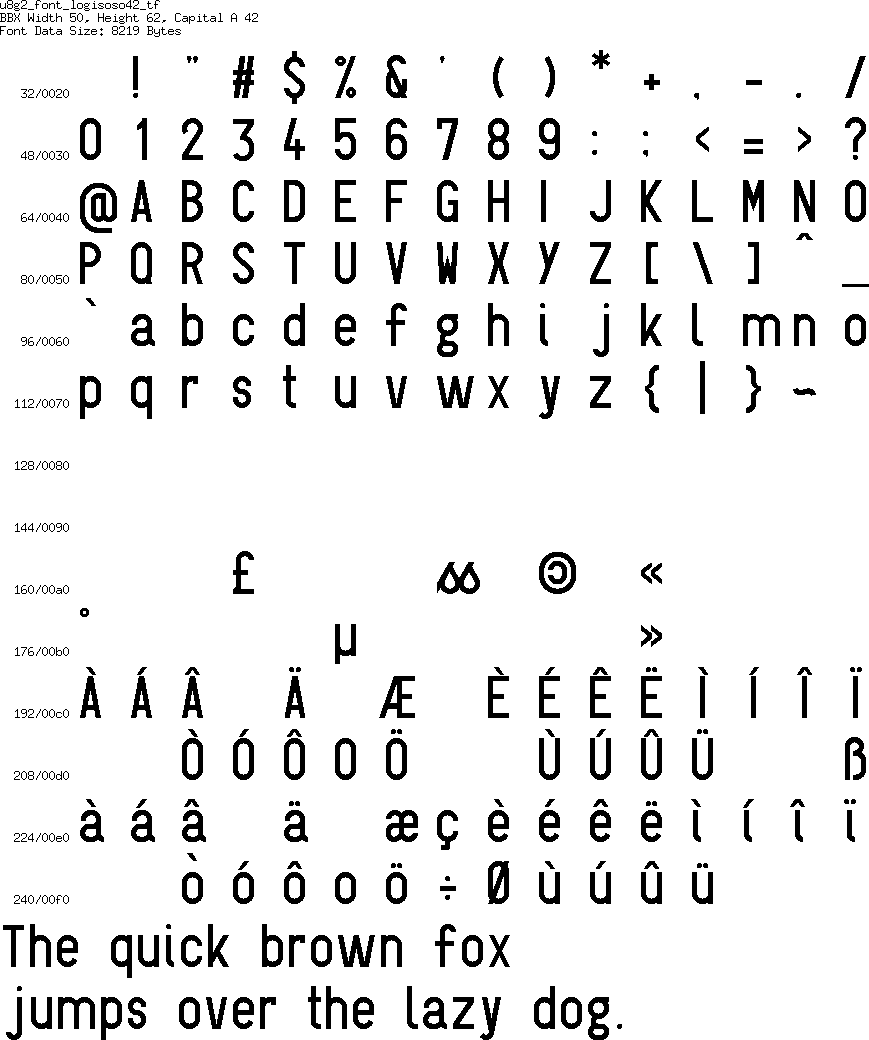 u8g2_font_logisoso42_tf
BBX Width 50, Height 62, Capital A 42
Font Data Size: 8219 Bytes
32/0020 ! " # $ % & ' ( ) * + , - . /
48/0030 0 1 2 3 4 5 6 7 8 9 : ; < = > ?
64/0040 @ A B C D E F G H I J K L M N O
80/0050 P Q R S T U V W X Y Z [ \ ] ^ _
96/0060 ` a b c d e f g h i j k l m n o
112/0070 p q r s t u v w x y z { | } ~
128/0080
144/0090
160/00a0 £ © «
176/00b0 ° µ »
192/00c0 À Á Â Ä Æ È É Ê Ë Ì Í Î Ï
208/00d0 Ò Ó Ô O Ö Ù Ú Û Ü ß
224/00e0 à á â ä æ ç è é ê ë ì í î ï
240/00f0 ò ó ô o ö ÷ Ø ù ú û ü
The quick brown fox
jumps over the lazy dog.